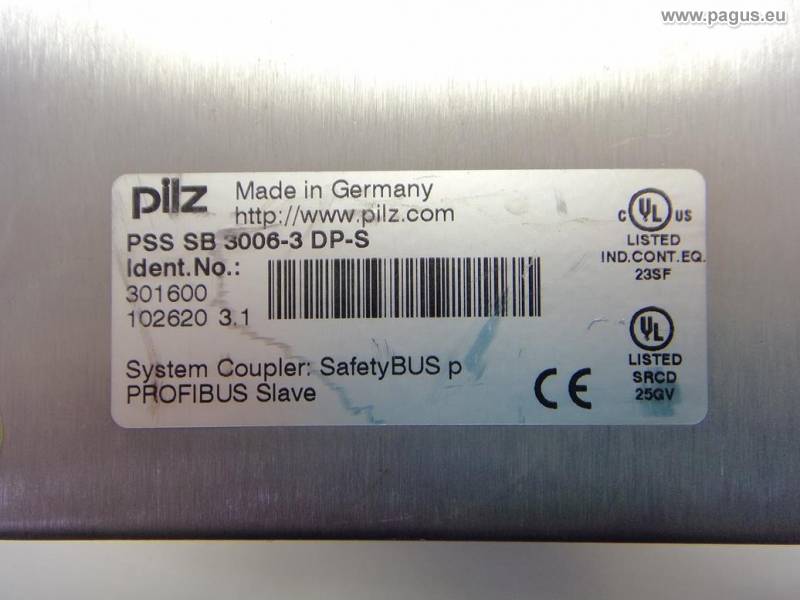 www.pagus.eu
pilz Made in Germany
http://www.pilz.com
PSS SB 3006-3 DP-S
Ident.No.:
301600
102620 3.1
System Coupler: SafetyBUS p
PROFIBUS Slave
CE
c UL US
LISTED
IND.CONT.EQ.
23SF
UL
LISTED
SRCD
25GV